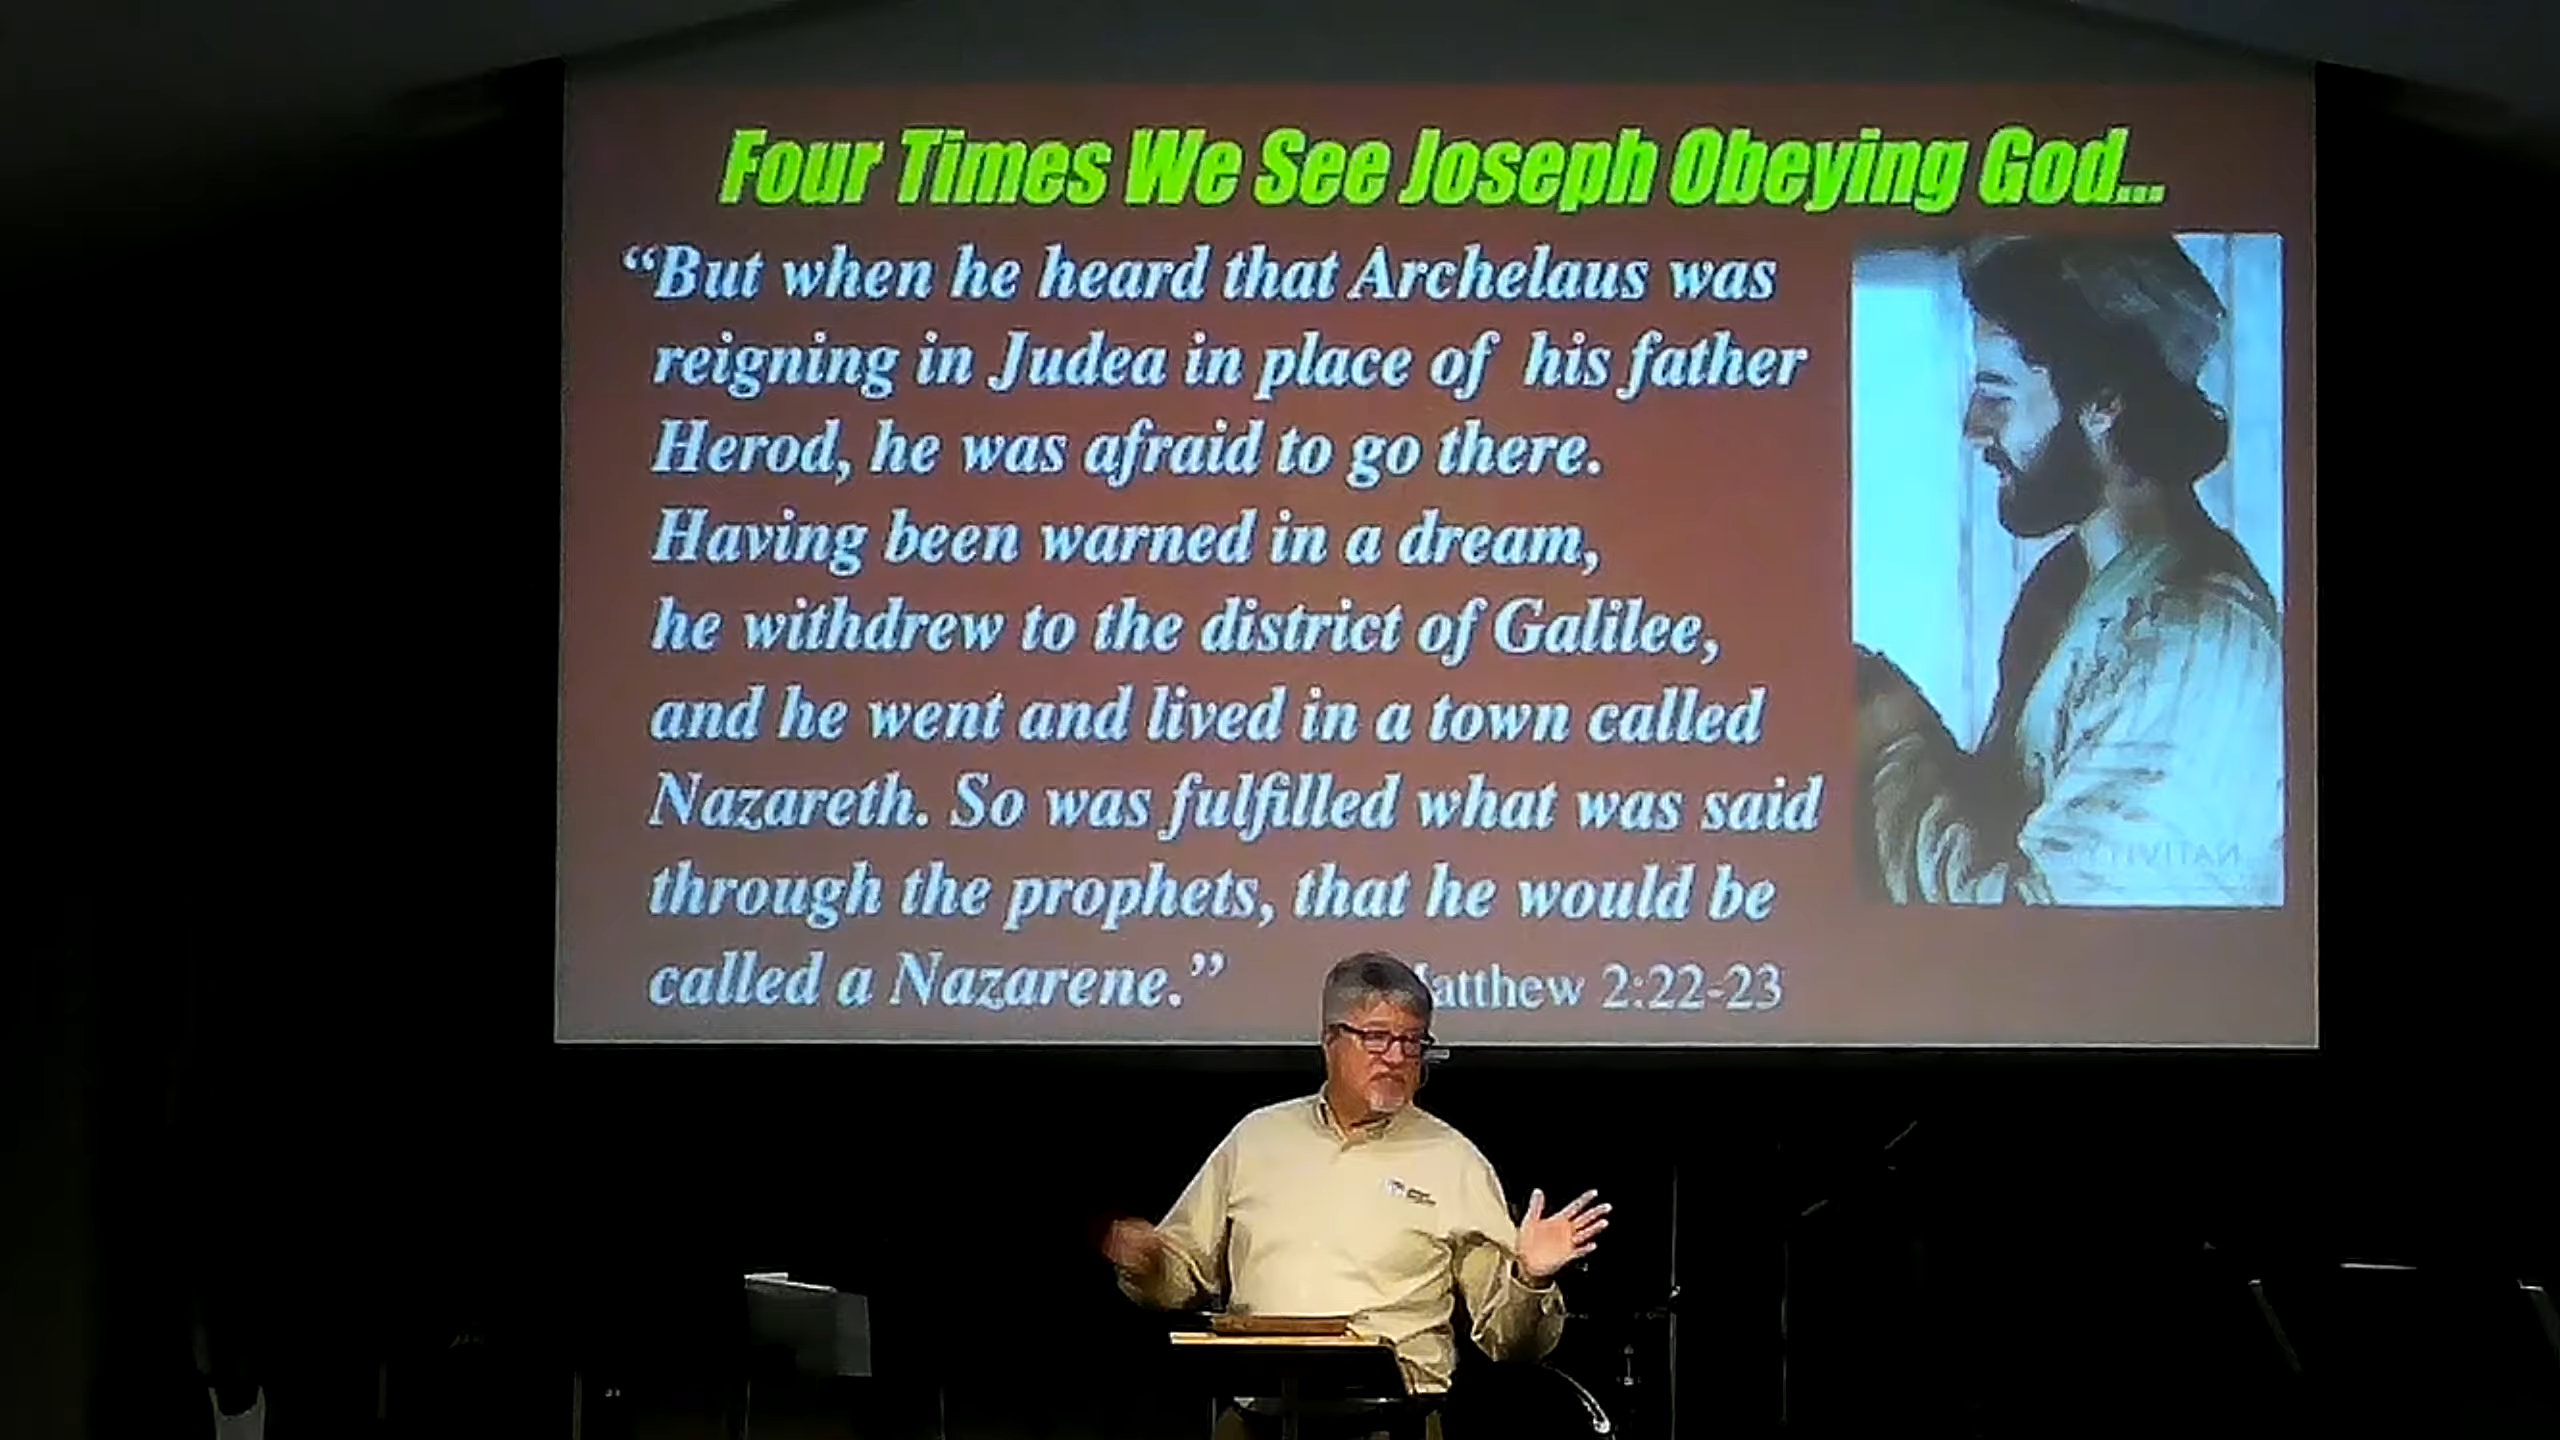 Four Times We See Joseph Obeying God...
“But when he heard that Archelaus was
reigning in Judea in place of his father
Herod, he was afraid to go there.
Having been warned in a dream,
he withdrew to the district of Galilee,
and he went and lived in a town called
Nazareth. So was fulfilled what was said
through the prophets, that he would be
called a Nazarene.”
atthew 2:22-23
NATIVITY